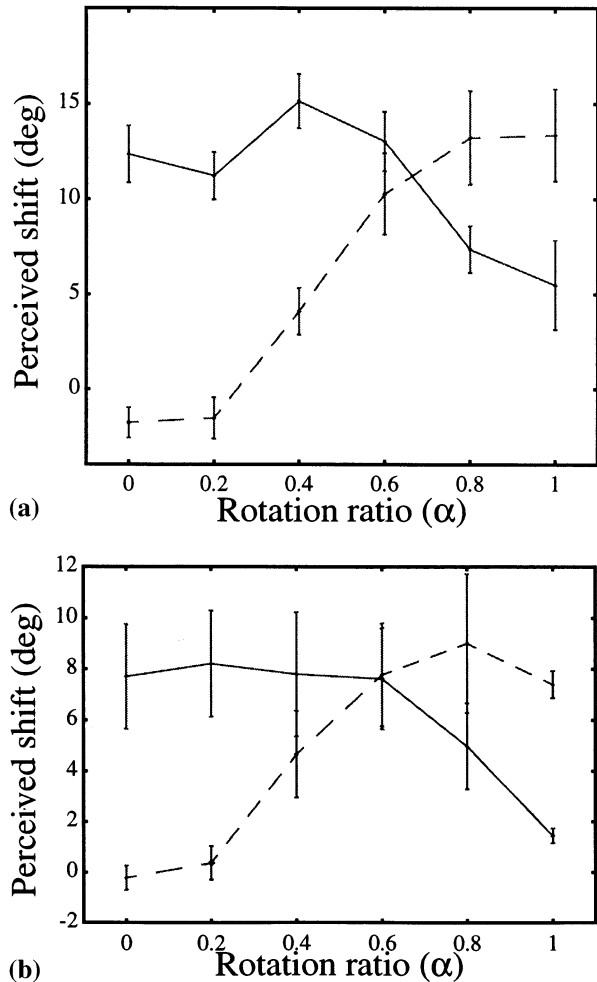 Perceived shift (deg)
15
10
5
0
0 0.2 0.4 0.6 0.8 1
(a) Rotation ratio (α)
Perceived shift (deg)
12
10
8
6
4
2
0
-2
0 0.2 0.4 0.6 0.8 1
(b) Rotation ratio (α)